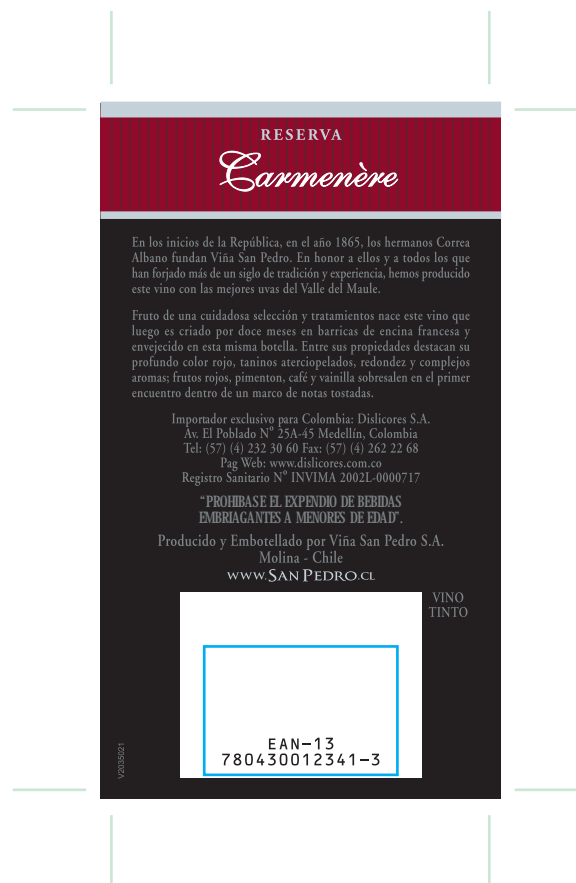 RESERVA
Carmenère
En los inicios de la República, en el año 1865, los hermanos Correa
Albano fundan Viña San Pedro. En honor a ellos y a todos los que
han forjado más de un siglo de tradición y experiencia, hemos producido
este vino con las mejores uvas del Valle del Maule.
Fruto de una cuidadosa selección y tratamientos nace este vino que
luego es criado por doce meses en barricas de encina francesa y
envejecido en esta misma botella. Entre sus propiedades destacan su
profundo color rojo, taninos aterciopelados, redondez y complejos
aromas; frutos rojos, pimenton, café y vainilla sobresalen en el primer
encuentro dentro de un marco de notas tostadas.
Importador exclusivo para Colombia: Dislicores S.A.
Av. El Poblado Nº 25A-45 Medellín, Colombia
Tel: (57) (4) 232 30 60 Fax: (57) (4) 262 22 68
Pag Web: www.dislicores.com.co
Registro Sanitario Nº INVIMA 2002L-0000717
“PROHIBASE EL EXPENDIO DE BEBIDAS
EMBRIAGANTES A MENORES DE EDAD”.
Producido y Embotellado por Viña San Pedro S.A.
Molina - Chile
WWW.SAN PEDRO.CL
VINO
TINTO
EAN-13
780430012341-3
V2035021